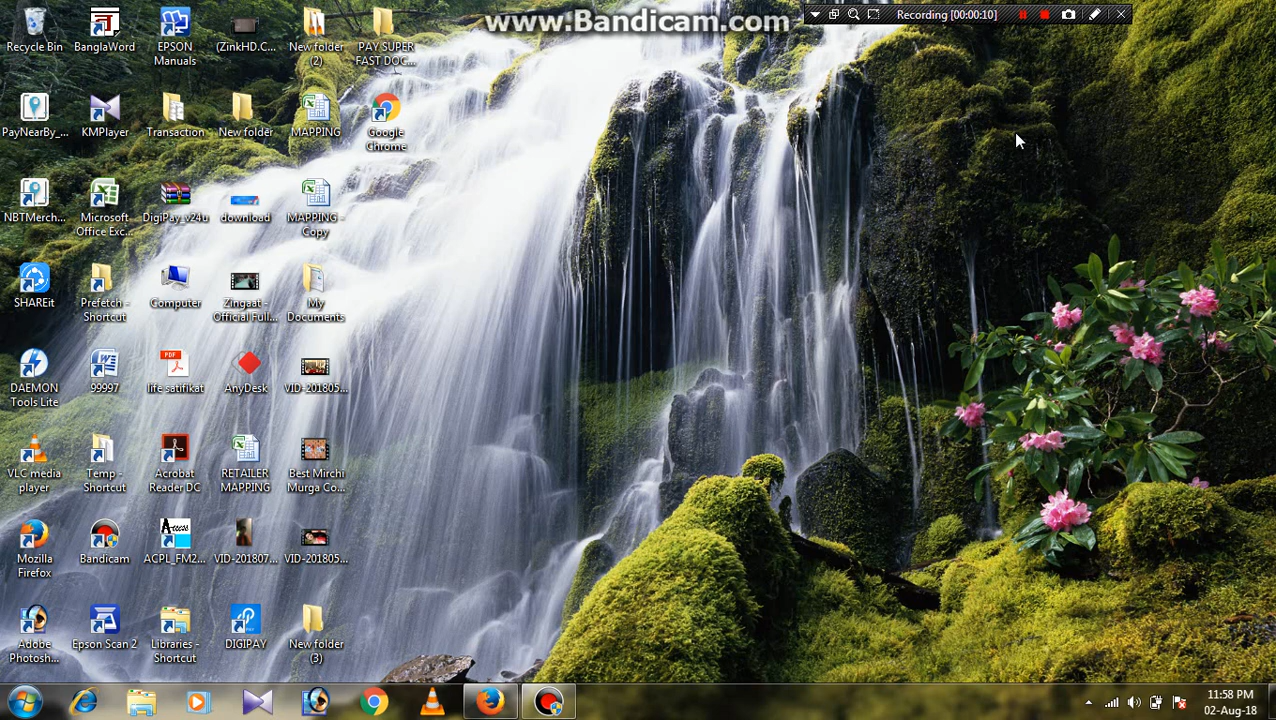 www.Bandicam.com
Recording [00:00:10]
Recycle Bin
BanglaWord
EPSON
Manuals
(ZinkHD.C...
New folder
(2)
PAY SUPER
FAST DOC...
PayNearBy_...
KMPlayer
Transaction
New folder
MAPPING
Google
Chrome
NBTMerch...
Microsoft
Office Exc...
DigiPay_v24u
download
MAPPING -
Copy
SHAREit
Prefetch -
Shortcut
Computer
Zingaat -
Official Full...
My
Documents
DAEMON
Tools Lite
99997
PDF
life satifikat
AnyDesk
VID-201805...
VLC media
player
Temp -
Shortcut
Acrobat
Reader DC
RETAILER
MAPPING
Best Mirchi
Murga Co...
Mozilla
Firefox
Bandicam
ACPL_FM2...
VID-201807...
VID-201805...
Adobe
Photosh...
Epson Scan 2
Libraries -
Shortcut
DIGIPAY
New folder
(3)
11:58 PM
02-Aug-18